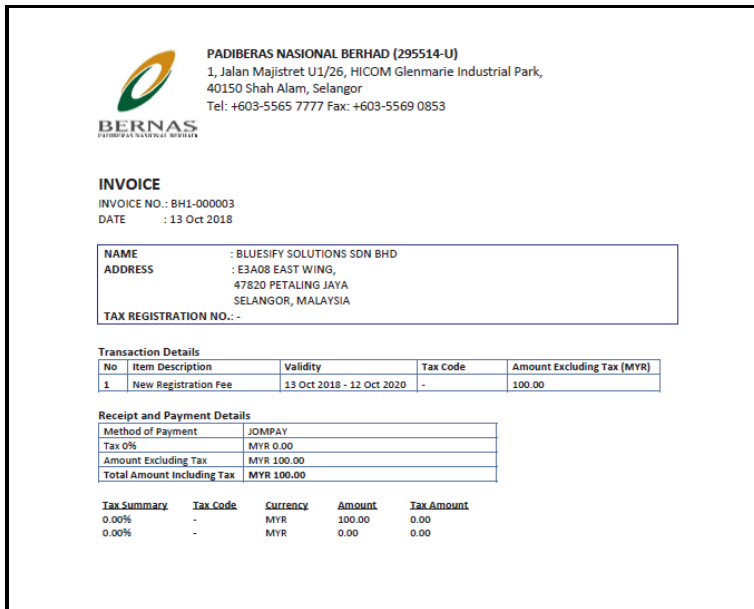 PADIBERAS NASIONAL BERHAD (295514-U)
1, Jalan Majistret U1/26, HICOM Glenmarie Industrial Park,
40150 Shah Alam, Selangor
Tel: +603-5565 7777 Fax: +603-5569 0853
BERNAS
PADIBERAS NASIONAL BERHAD
INVOICE
INVOICE NO.: BH1-000003
DATE : 13 Oct 2018
NAME : BLUESIFY SOLUTIONS SDN BHD
ADDRESS : E3A08 EAST WING,
47820 PETALING JAYA
SELANGOR, MALAYSIA
TAX REGISTRATION NO.: -
Transaction Details
No Item Description Validity Tax Code Amount Excluding Tax (MYR)
1 New Registration Fee 13 Oct 2018 - 12 Oct 2020 - 100.00
Receipt and Payment Details
Method of Payment JOMPAY
Tax 0% MYR 0.00
Amount Excluding Tax MYR 100.00
Total Amount Including Tax MYR 100.00
Tax Summary Tax Code Currency Amount Tax Amount
0.00% - MYR 100.00 0.00
0.00% - MYR 0.00 0.00